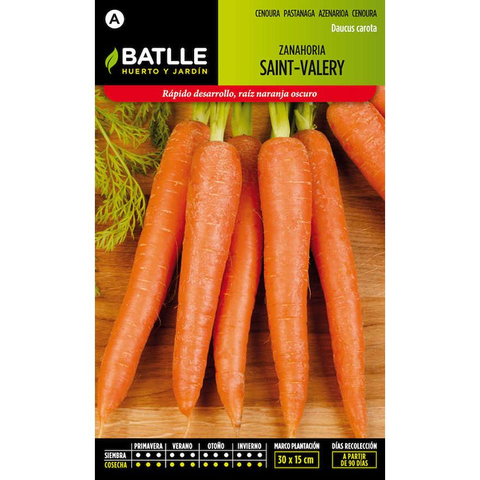 A
CENOURA PASTANAGA AZENARIOA CENOURA
Daucus carota
BATLLE
HUERTO Y JARDÍN
ZANAHORIA
SAINT-VALERY
Rápido desarrollo, raíz naranja oscuro
PRIMAVERA VERANO OTOÑO INVIERNO MARCO PLANTACIÓN DÍAS RECOLECCIÓN
SIEMBRA
COSECHA
30 x 15 cm
A PARTIR
DE 90 DÍAS